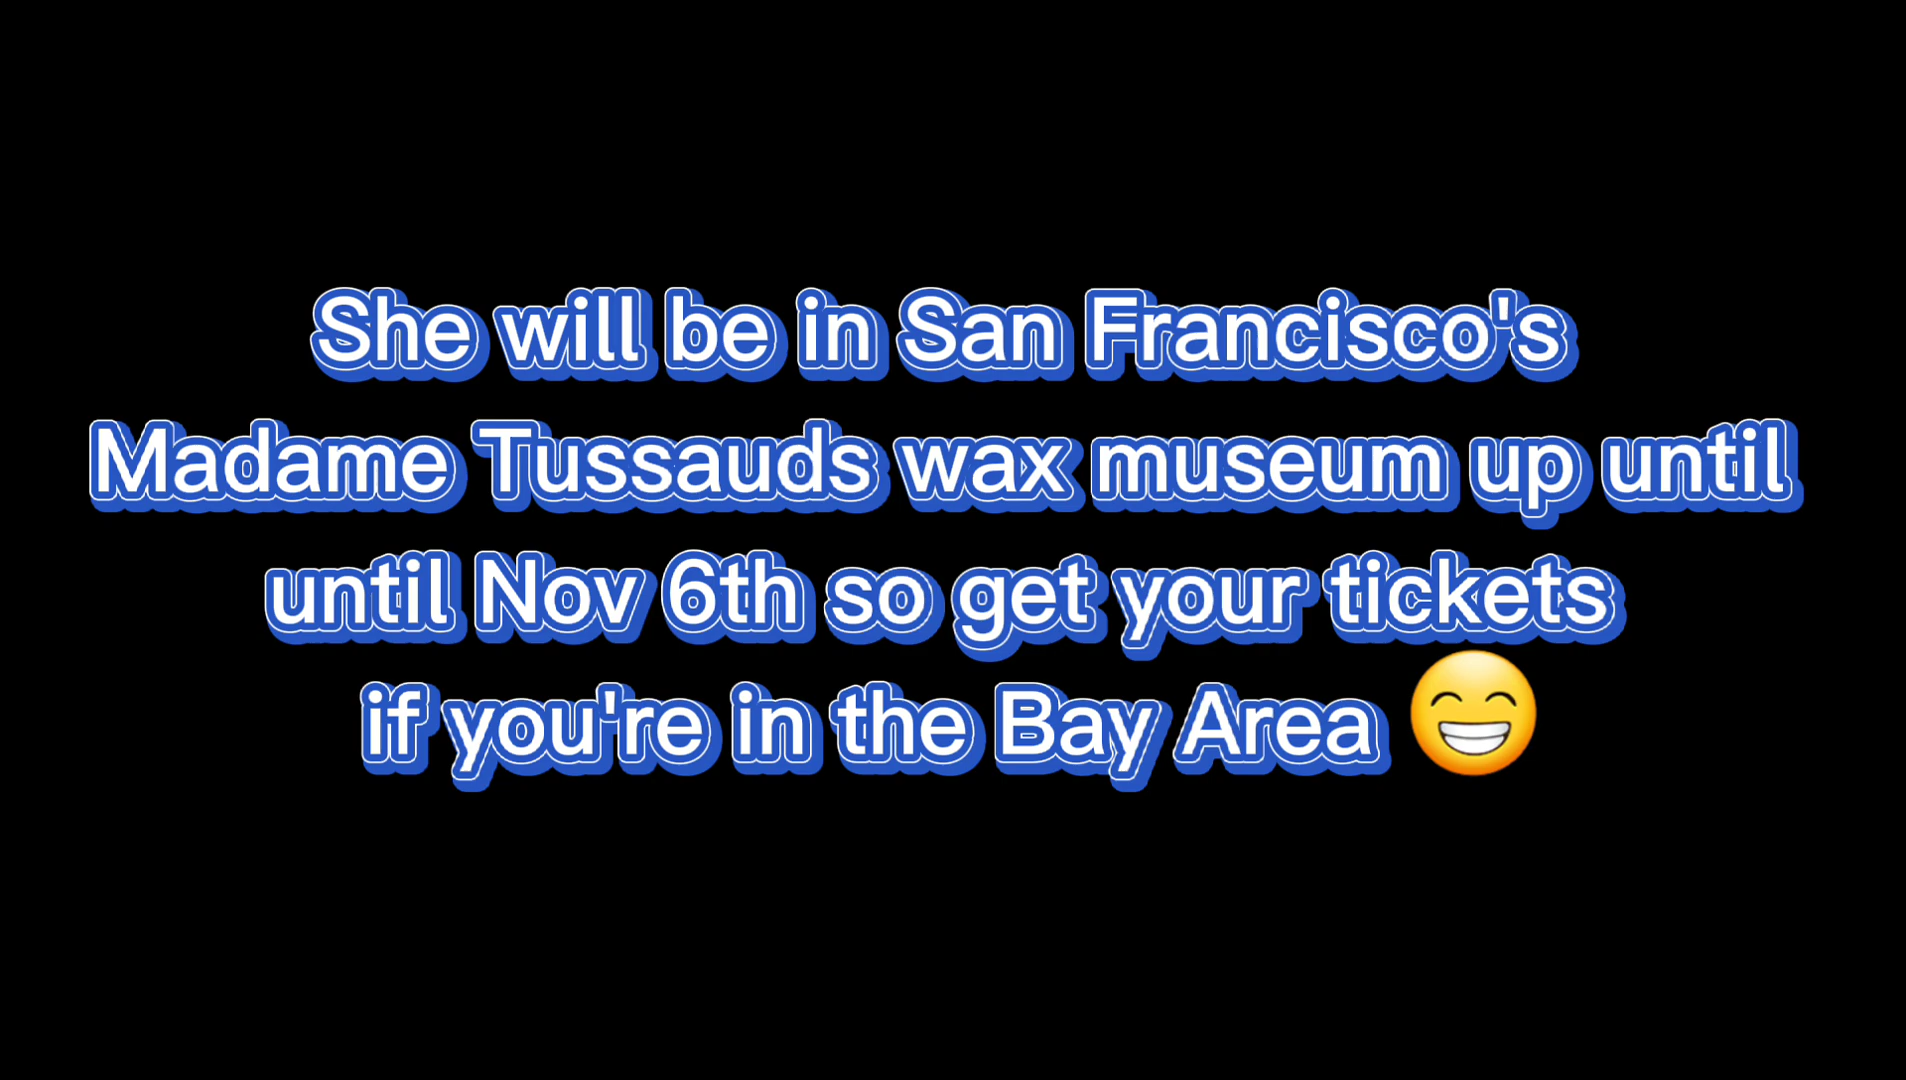 She will be in San Francisco's
Madame Tussauds wax museum up until
until Nov 6th so get your tickets
if you're in the Bay Area 😁